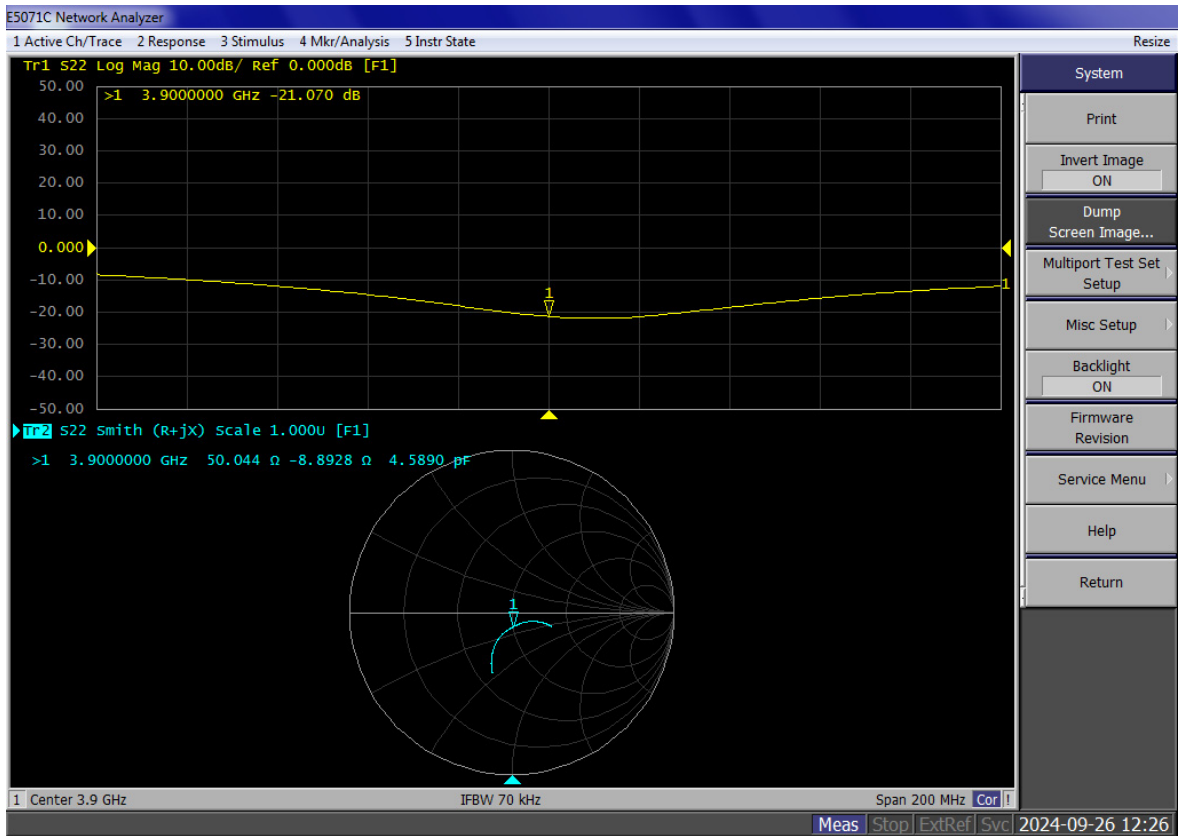 E5071C Network Analyzer
1 Active Ch/Trace 2 Response 3 Stimulus 4 Mkr/Analysis 5 Instr State Resize
Tr1 S22 Log Mag 10.00dB/ Ref 0.000dB [F1]
50.00
>1 3.9000000 GHz -21.070 dB
40.00
30.00
20.00
10.00
0.000
-10.00
-20.00
-30.00
-40.00
-50.00
1
1
Tr2 S22 Smith (R+jX) Scale 1.000U [F1]
>1 3.9000000 GHz 50.044 Ω -8.8928 Ω 4.5890 pF
1
System
Print
Invert Image
ON
Dump
Screen Image...
Multiport Test Set
Setup
Misc Setup
Backlight
ON
Firmware
Revision
Service Menu
Help
Return
1 Center 3.9 GHz IFBW 70 kHz Span 200 MHz Cor !
Meas Stop ExtRef Svc 2024-09-26 12:26